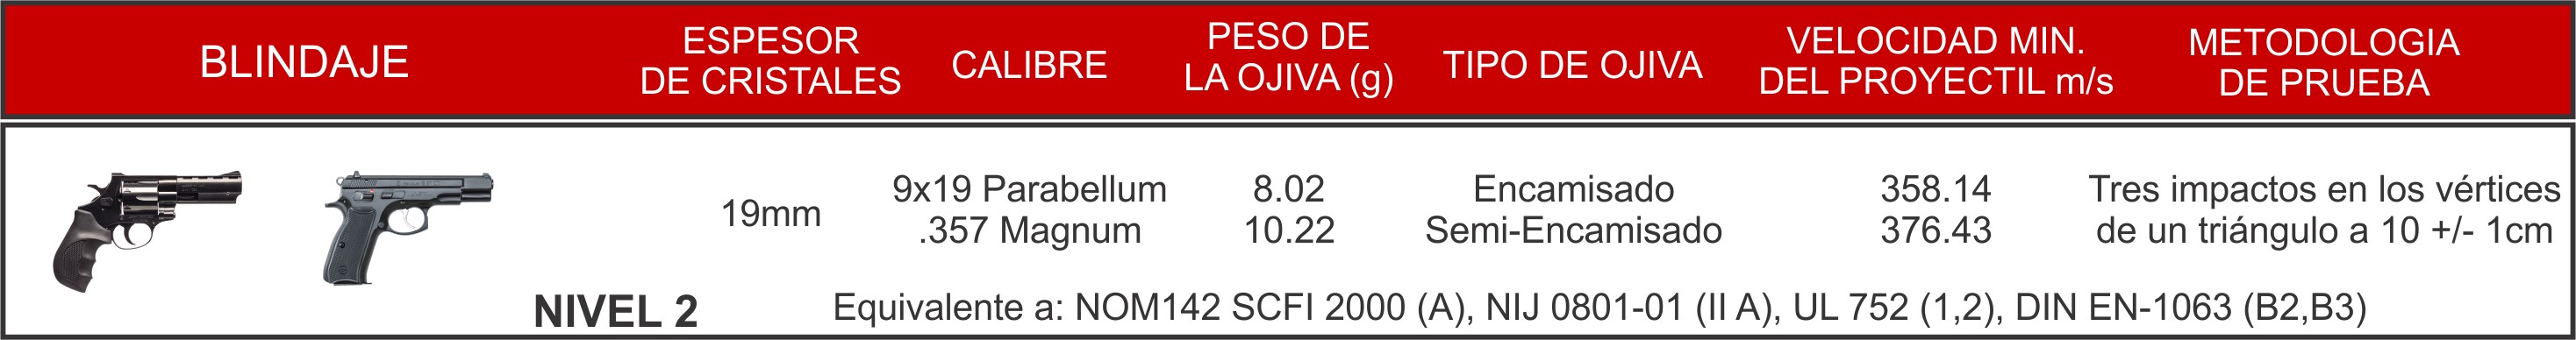 BLINDAJE
ESPESOR
DE CRISTALES
CALIBRE
PESO DE
LA OJIVA (g)
TIPO DE OJIVA
VELOCIDAD MIN.
DEL PROYECTIL m/s
METODOLOGIA
DE PRUEBA
19mm
9x19 Parabellum
.357 Magnum
8.02
10.22
Encamisado
Semi-Encamisado
358.14
376.43
Tres impactos en los vértices
de un triángulo a 10 +/- 1cm
NIVEL 2
Equivalente a: NOM142 SCFI 2000 (A), NIJ 0801-01 (II A), UL 752 (1,2), DIN EN-1063 (B2,B3)